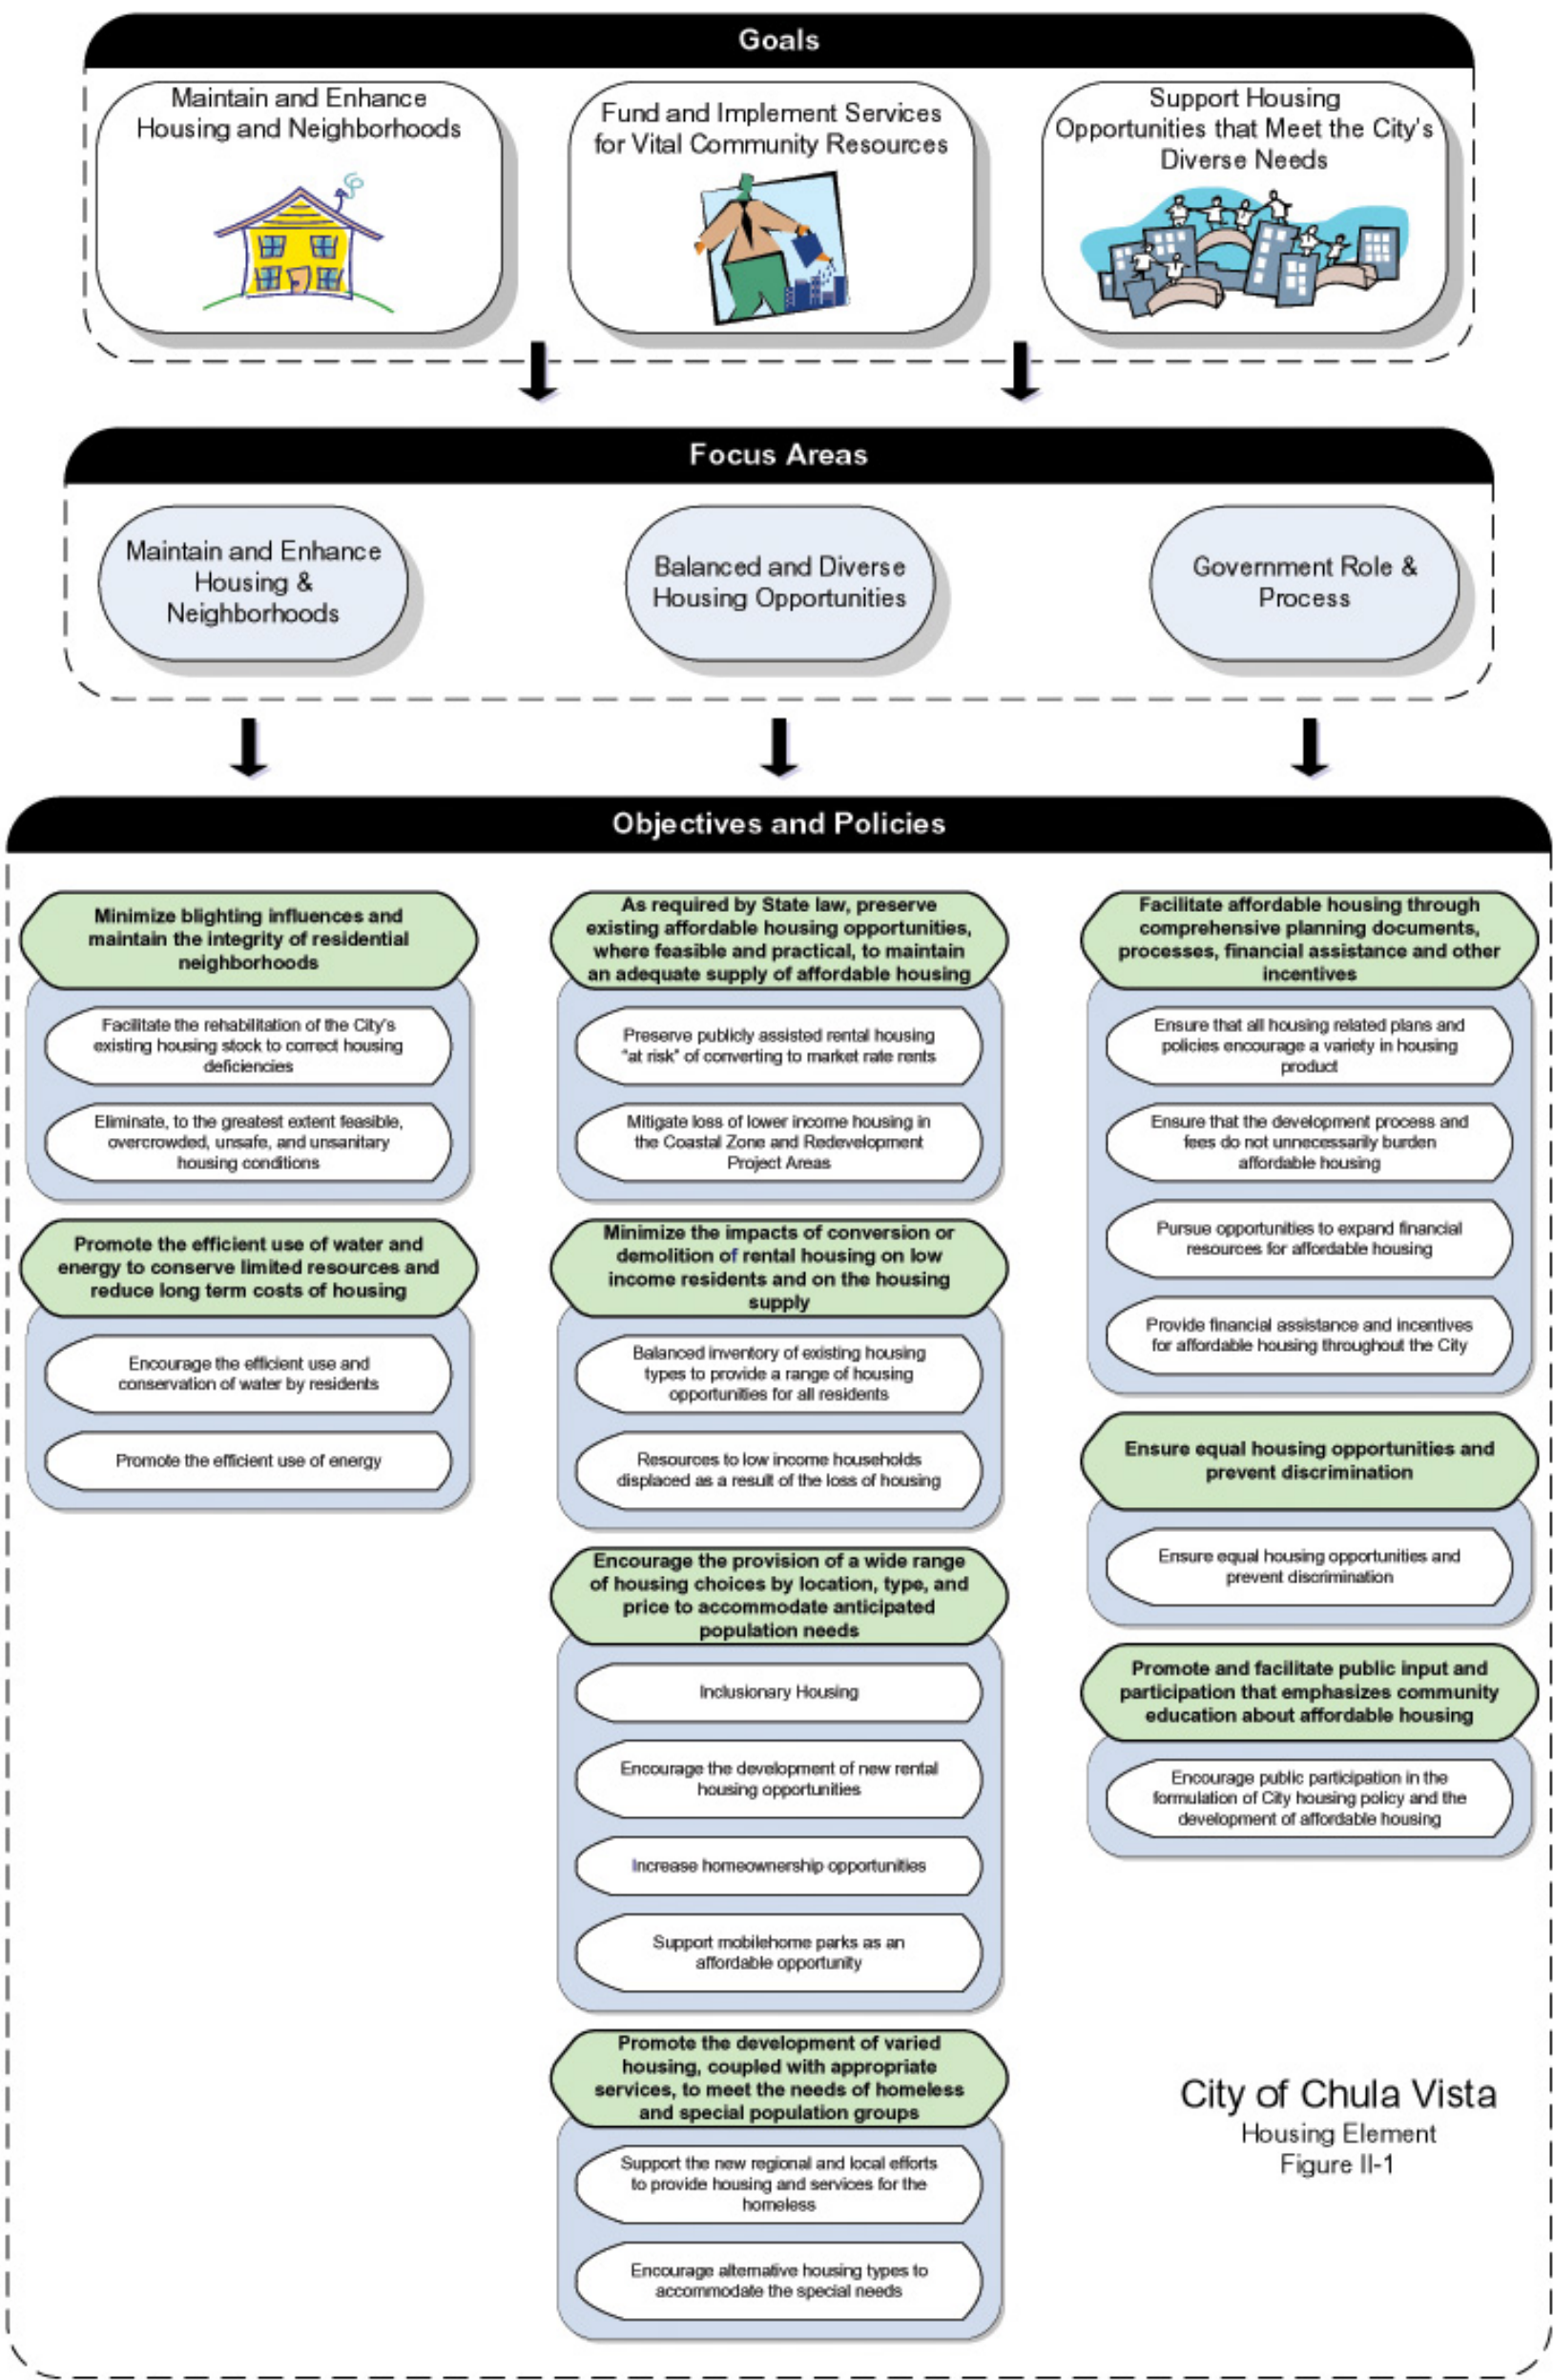 Goals
Maintain and Enhance
Housing and Neighborhoods
Fund and Implement Services
for Vital Community Resources
Support Housing
Opportunities that Meet the City's
Diverse Needs
Focus Areas
Maintain and Enhance
Housing &
Neighborhoods
Balanced and Diverse
Housing Opportunities
Government Role &
Process
Objectives and Policies
Minimize blighting influences and
maintain the integrity of residential
neighborhoods
Facilitate the rehabilitation of the City's
existing housing stock to correct housing
deficiencies
Eliminate, to the greatest extent feasible,
overcrowded, unsafe, and unsanitary
housing conditions
Promote the efficient use of water and
energy to conserve limited resources and
reduce long term costs of housing
Encourage the efficient use and
conservation of water by residents
Promote the efficient use of energy
As required by State law, preserve
existing affordable housing opportunities,
where feasible and practical, to maintain
an adequate supply of affordable housing
Preserve publicly assisted rental housing
"at risk" of converting to market rate rents
Mitigate loss of lower income housing in
the Coastal Zone and Redevelopment
Project Areas
Minimize the impacts of conversion or
demolition of rental housing on low
income residents and on the housing
supply
Balanced inventory of existing housing
types to provide a range of housing
opportunities for all residents
Resources to low income households
displaced as a result of the loss of housing
Encourage the provision of a wide range
of housing choices by location, type, and
price to accommodate anticipated
population needs
Inclusionary Housing
Encourage the development of new rental
housing opportunities
Increase homeownership opportunities
Support mobilehome parks as an
affordable opportunity
Promote the development of varied
housing, coupled with appropriate
services, to meet the needs of homeless
and special population groups
Support the new regional and local efforts
to provide housing and services for the
homeless
Encourage alternative housing types to
accommodate the special needs
Facilitate affordable housing through
comprehensive planning documents,
processes, financial assistance and other
incentives
Ensure that all housing related plans and
policies encourage a variety in housing
product
Ensure that the development process and
fees do not unnecessarily burden
affordable housing
Pursue opportunities to expand financial
resources for affordable housing
Provide financial assistance and incentives
for affordable housing throughout the City
Ensure equal housing opportunities and
prevent discrimination
Ensure equal housing opportunities and
prevent discrimination
Promote and facilitate public input and
participation that emphasizes community
education about affordable housing
Encourage public participation in the
formulation of City housing policy and the
development of affordable housing
City of Chula Vista
Housing Element
Figure II-1